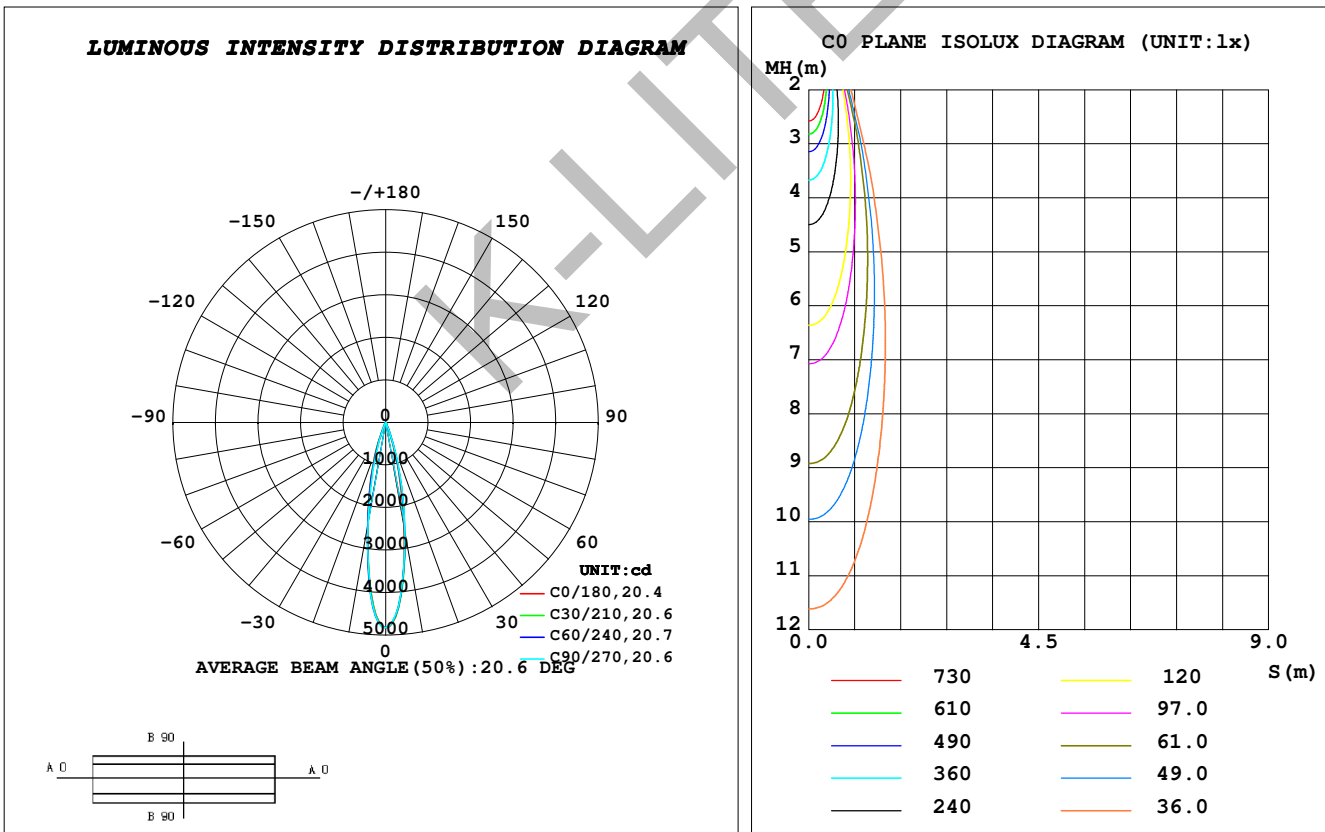 LUMINOUS INTENSITY DISTRIBUTION DIAGRAM
-/+180
-150 150
-120 120
-90 90
-60 60
-30 30
0
1000
2000
3000
4000
5000
0
UNIT:cd
C0/180,20.4
C30/210,20.6
C60/240,20.7
C90/270,20.6
AVERAGE BEAM ANGLE(50%):20.6 DEG
B 90
A 0 A 0
B 90
C0 PLANE ISOLUX DIAGRAM (UNIT:lx)
MH(m)
2
3
4
5
6
7
8
9
10
11
12
0.0 4.5 9.0
S(m)
730 120
610 97.0
490 61.0
360 49.0
240 36.0
K-LITE